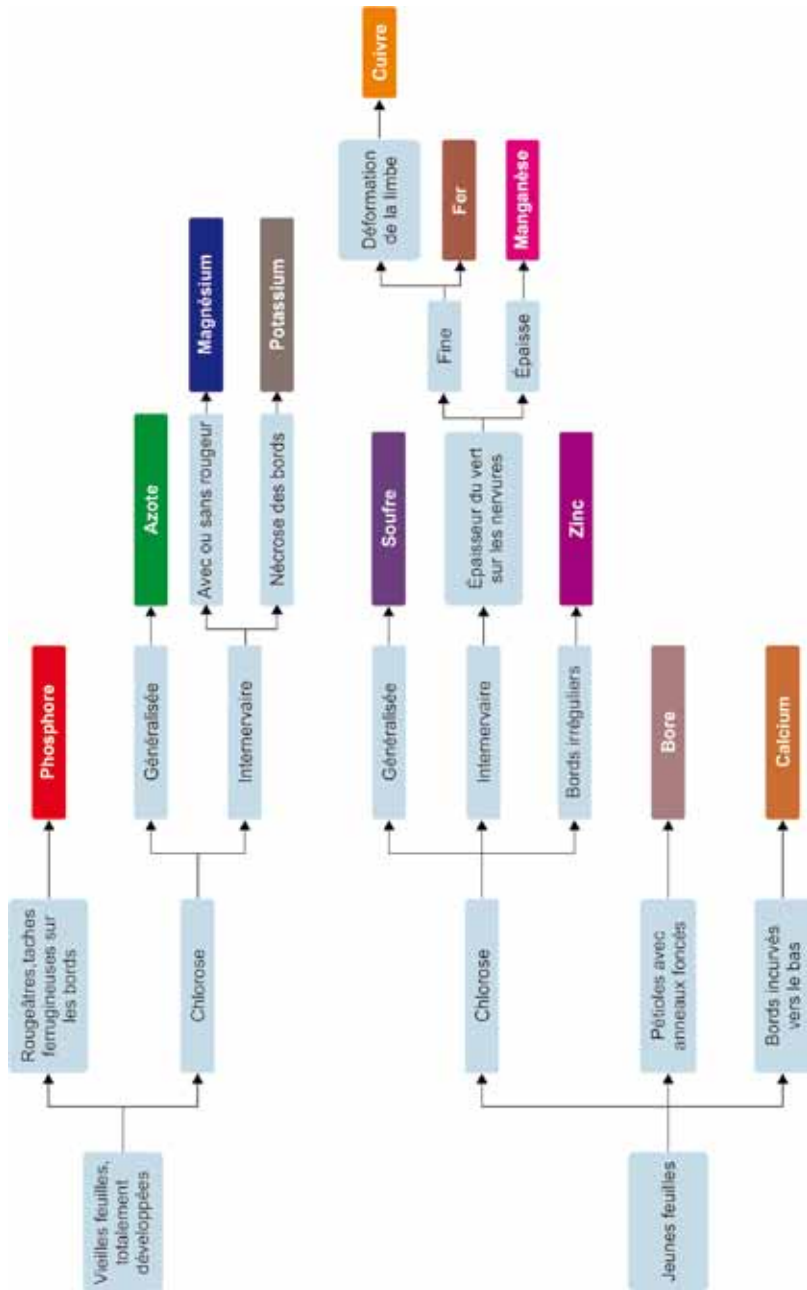 Vieilles feuilles,
totalement
développées
Rougeâtres,taches
ferrugineuses sur
les bords
Phosphore
Chlorose
Généralisée
Azote
Internervaire
Avec ou sans rougeur
Magnésium
Nécrose des bords
Potassium
Jeunes feuilles
Chlorose
Généralisée
Soufre
Internervaire
Épaisseur du vert
sur les nervures
Fine
Déformation
de la limbe
Cuivre
Fer
Épaisse
Manganèse
Bords irréguliers
Zinc
Pétioles avec
anneaux foncés
Bore
Bords incurvés
vers le bas
Calcium